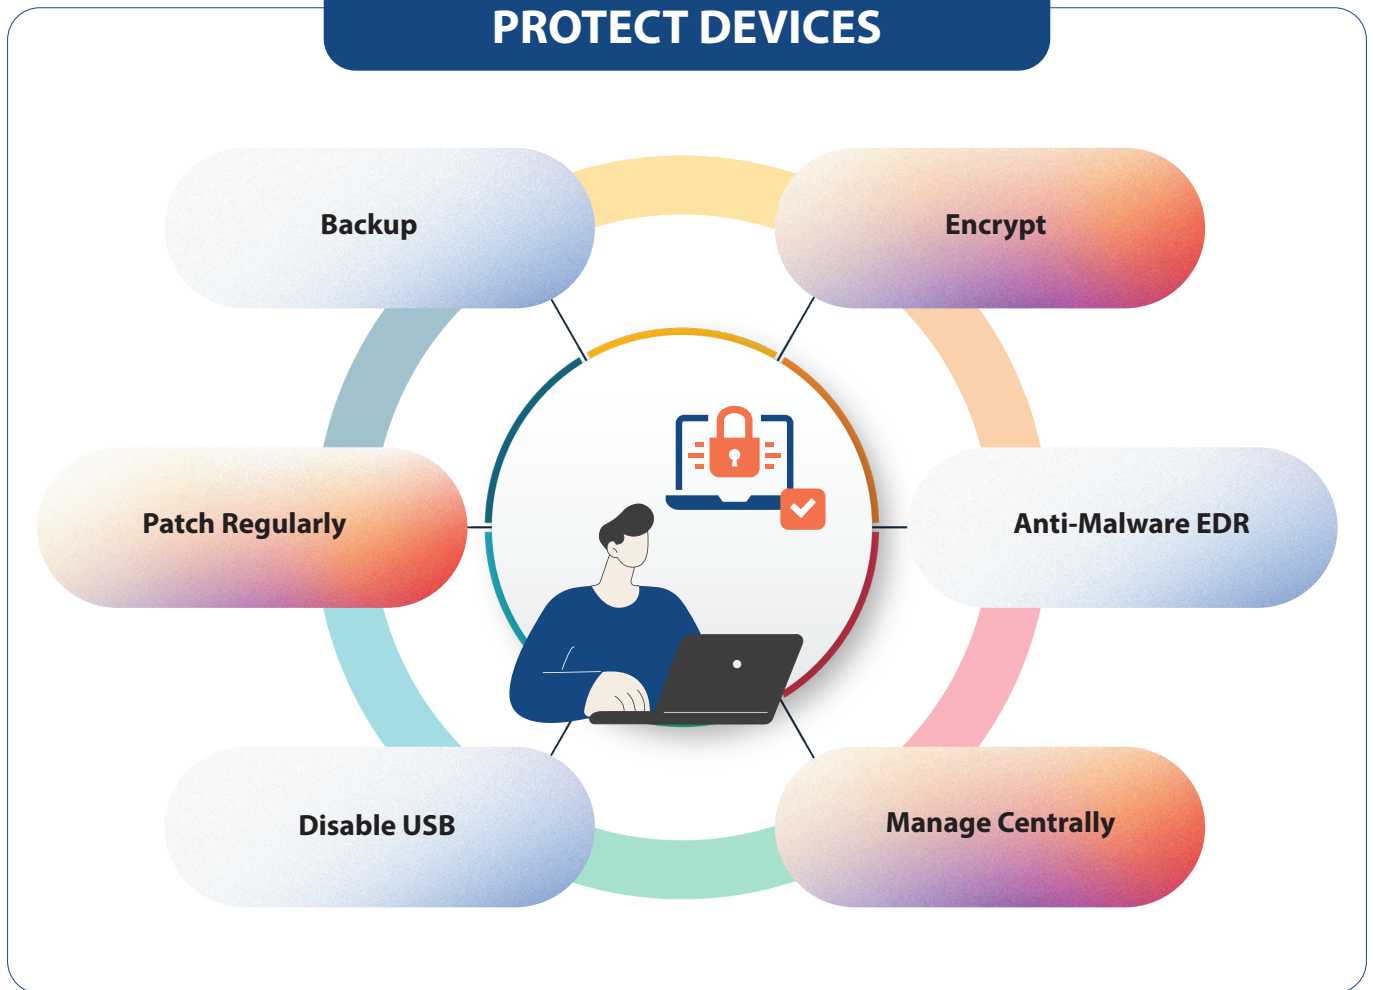 PROTECT DEVICES
Backup
Encrypt
Patch Regularly
Anti-Malware EDR
Disable USB
Manage Centrally